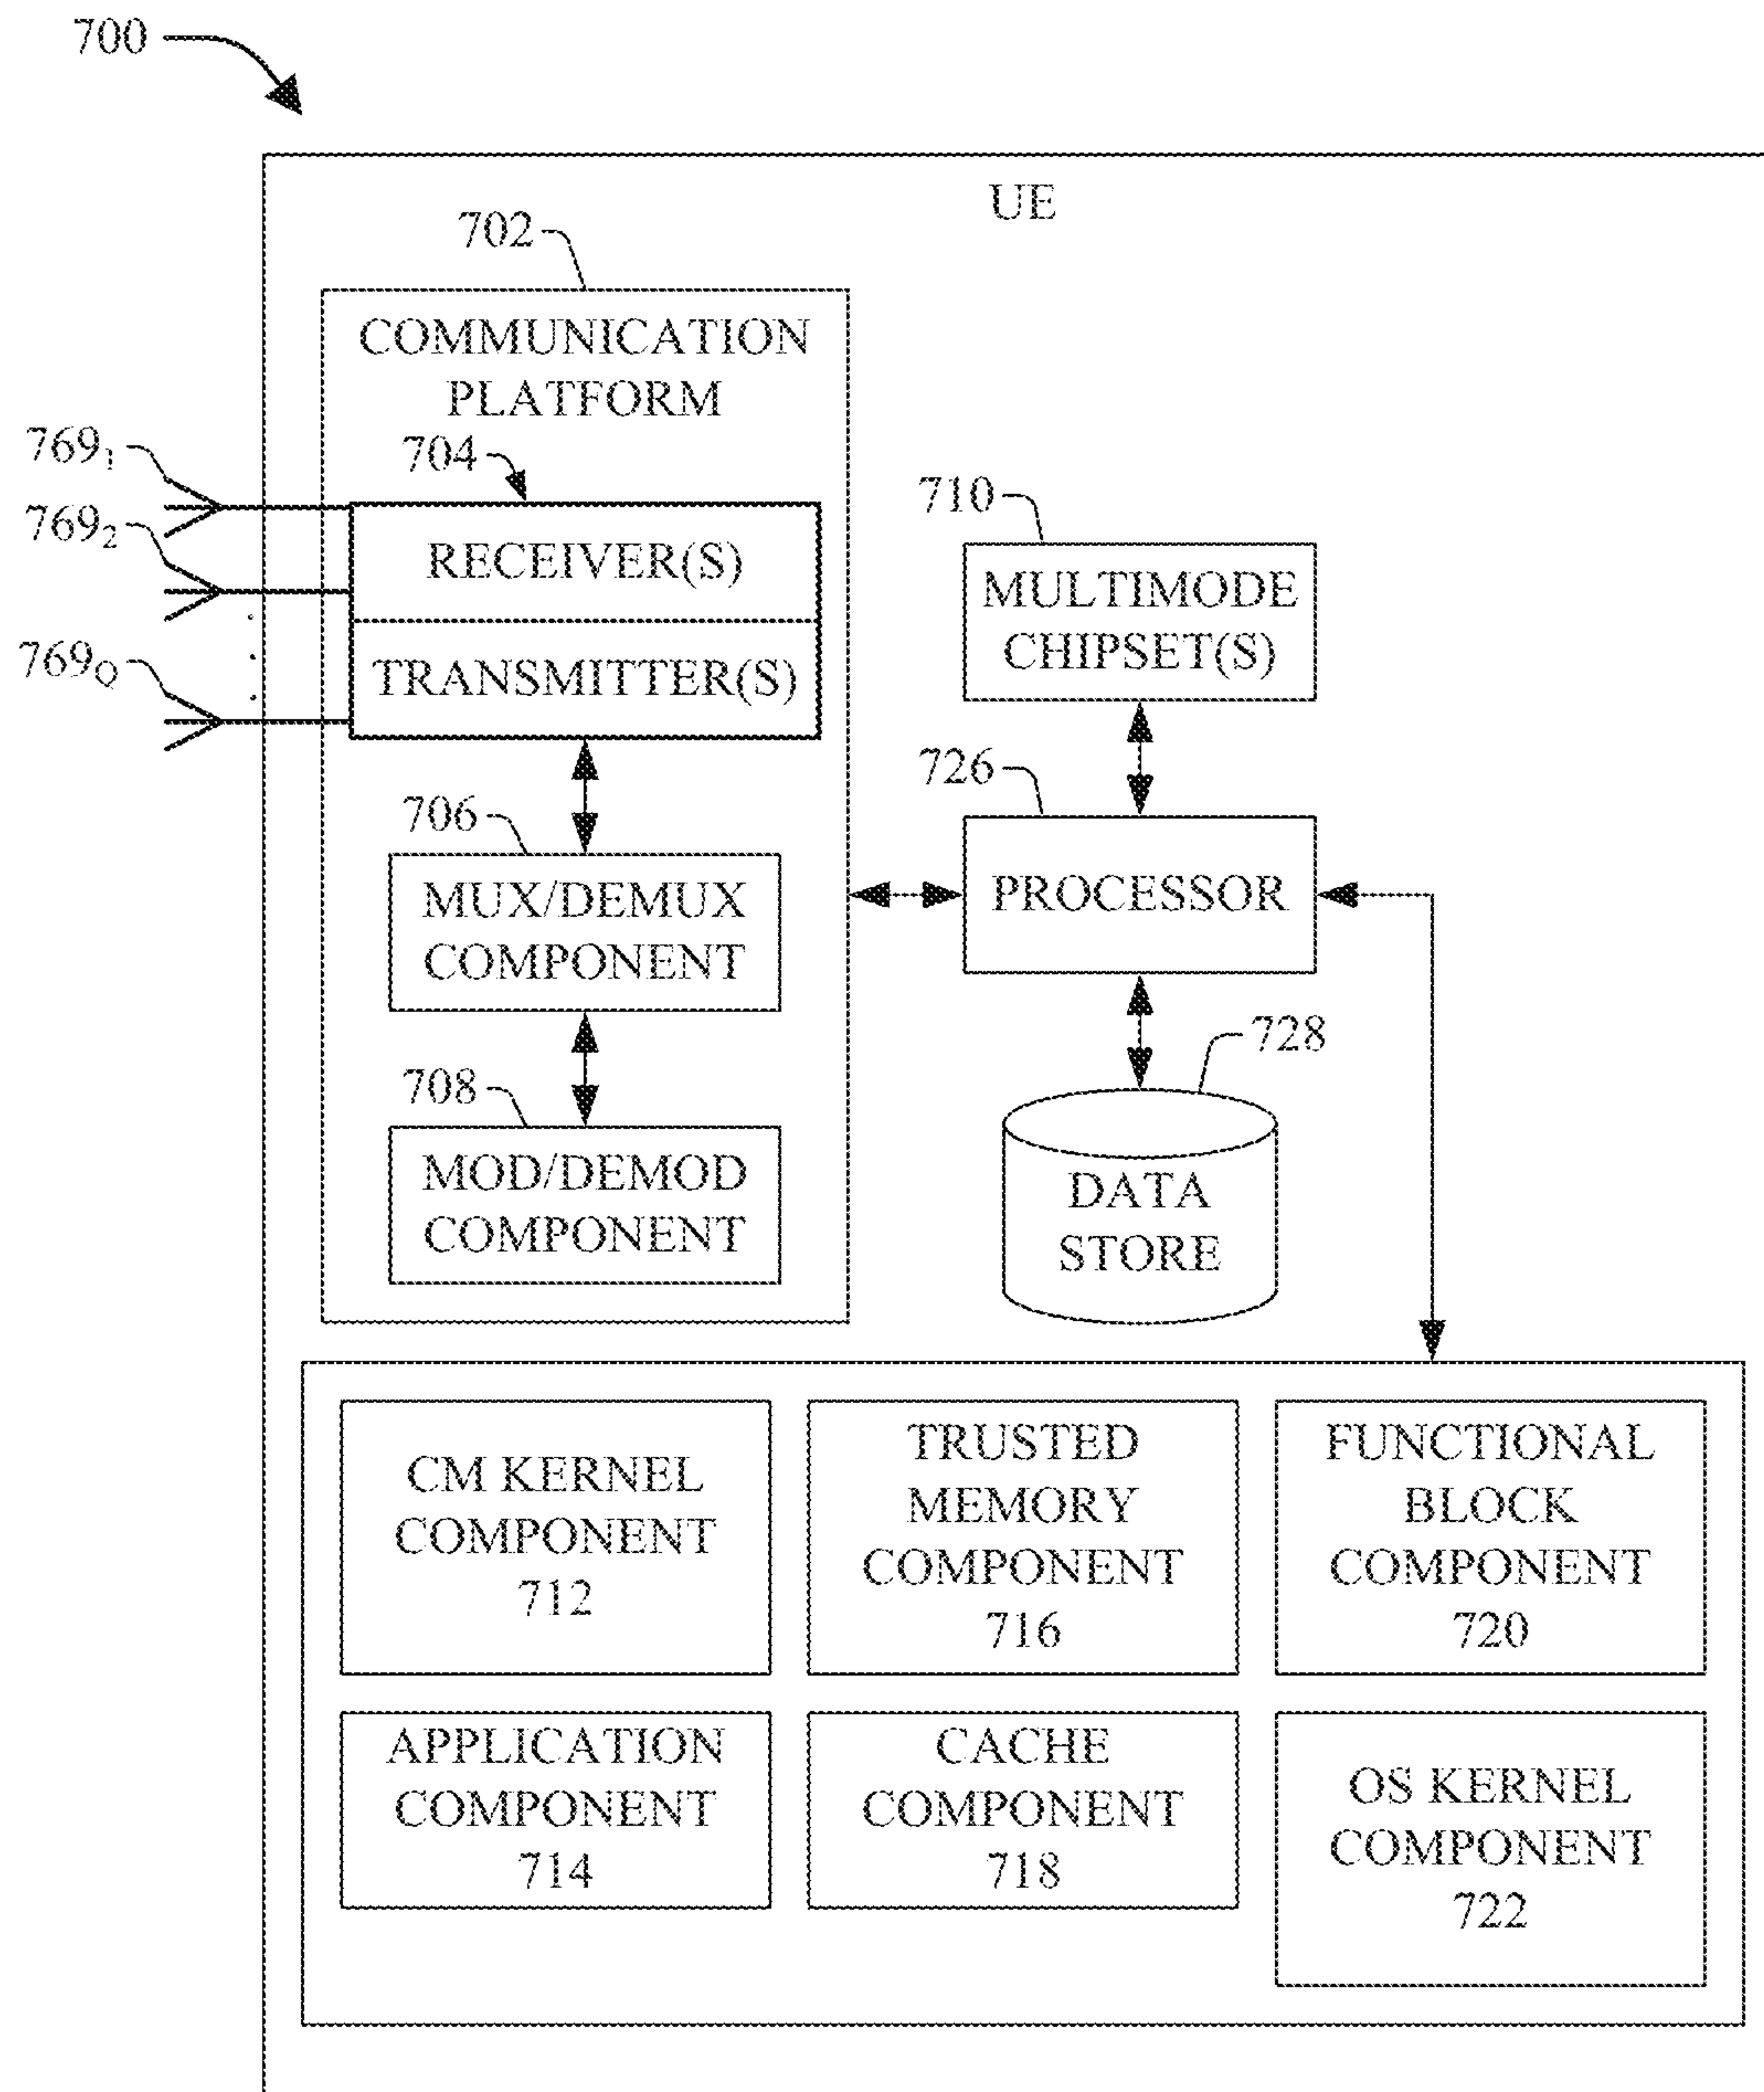 700
UE
702
COMMUNICATION
PLATFORM
704
769₁
769₂
769Q
RECEIVER(S)
TRANSMITTER(S)
706
MUX/DEMUX
COMPONENT
708
MOD/DEMOD
COMPONENT
710
MULTIMODE
CHIPSET(S)
726
PROCESSOR
728
DATA
STORE
CM KERNEL
COMPONENT
712
TRUSTED
MEMORY
COMPONENT
716
FUNCTIONAL
BLOCK
COMPONENT
720
APPLICATION
COMPONENT
714
CACHE
COMPONENT
718
OS KERNEL
COMPONENT
722